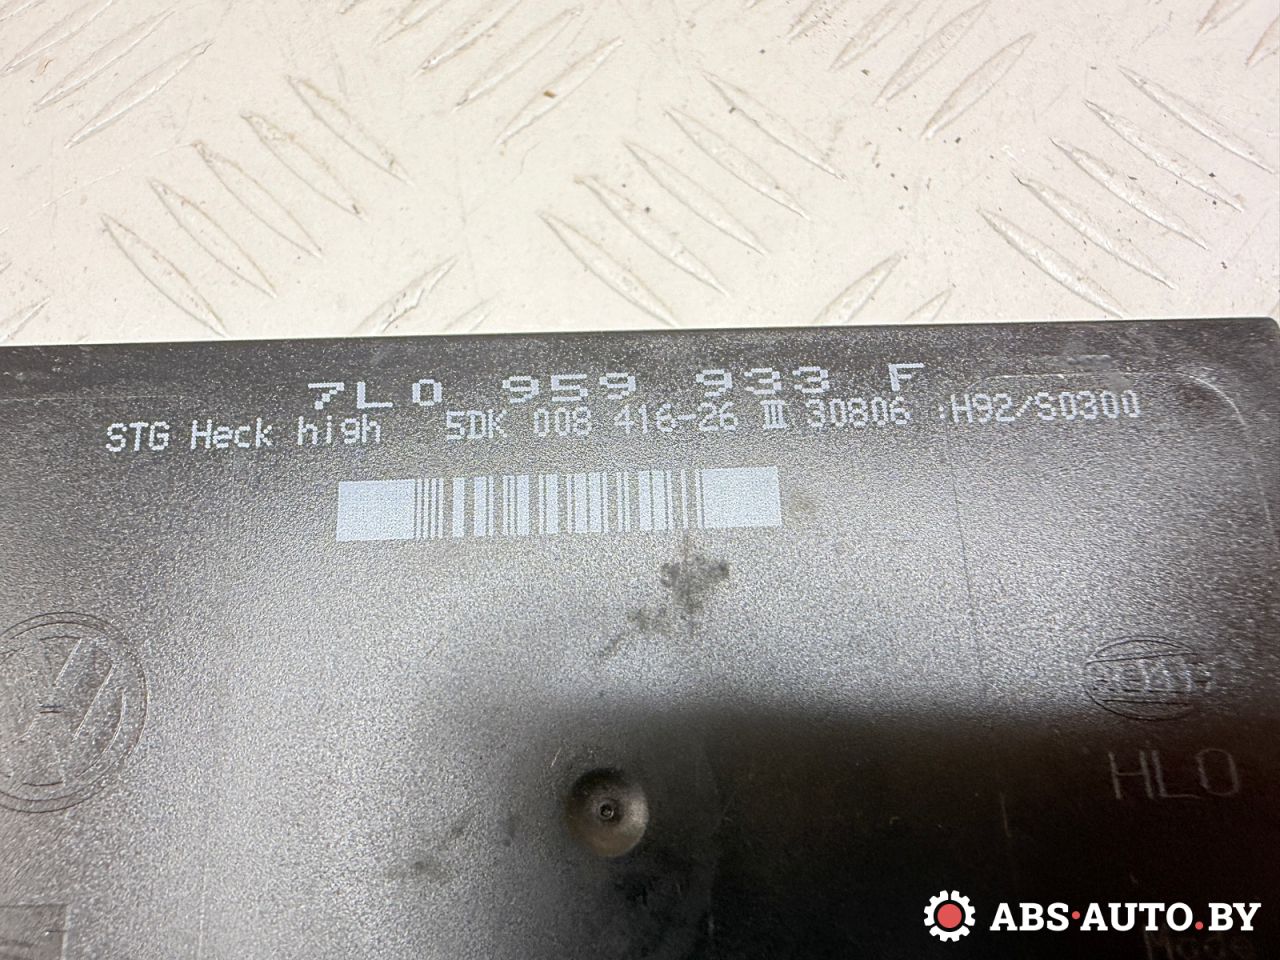 7L0 959 933 F
STG Heck high 5DK 008 416-26 III 30806 :H92/S0300
HLO
ABS·AUTO.BY